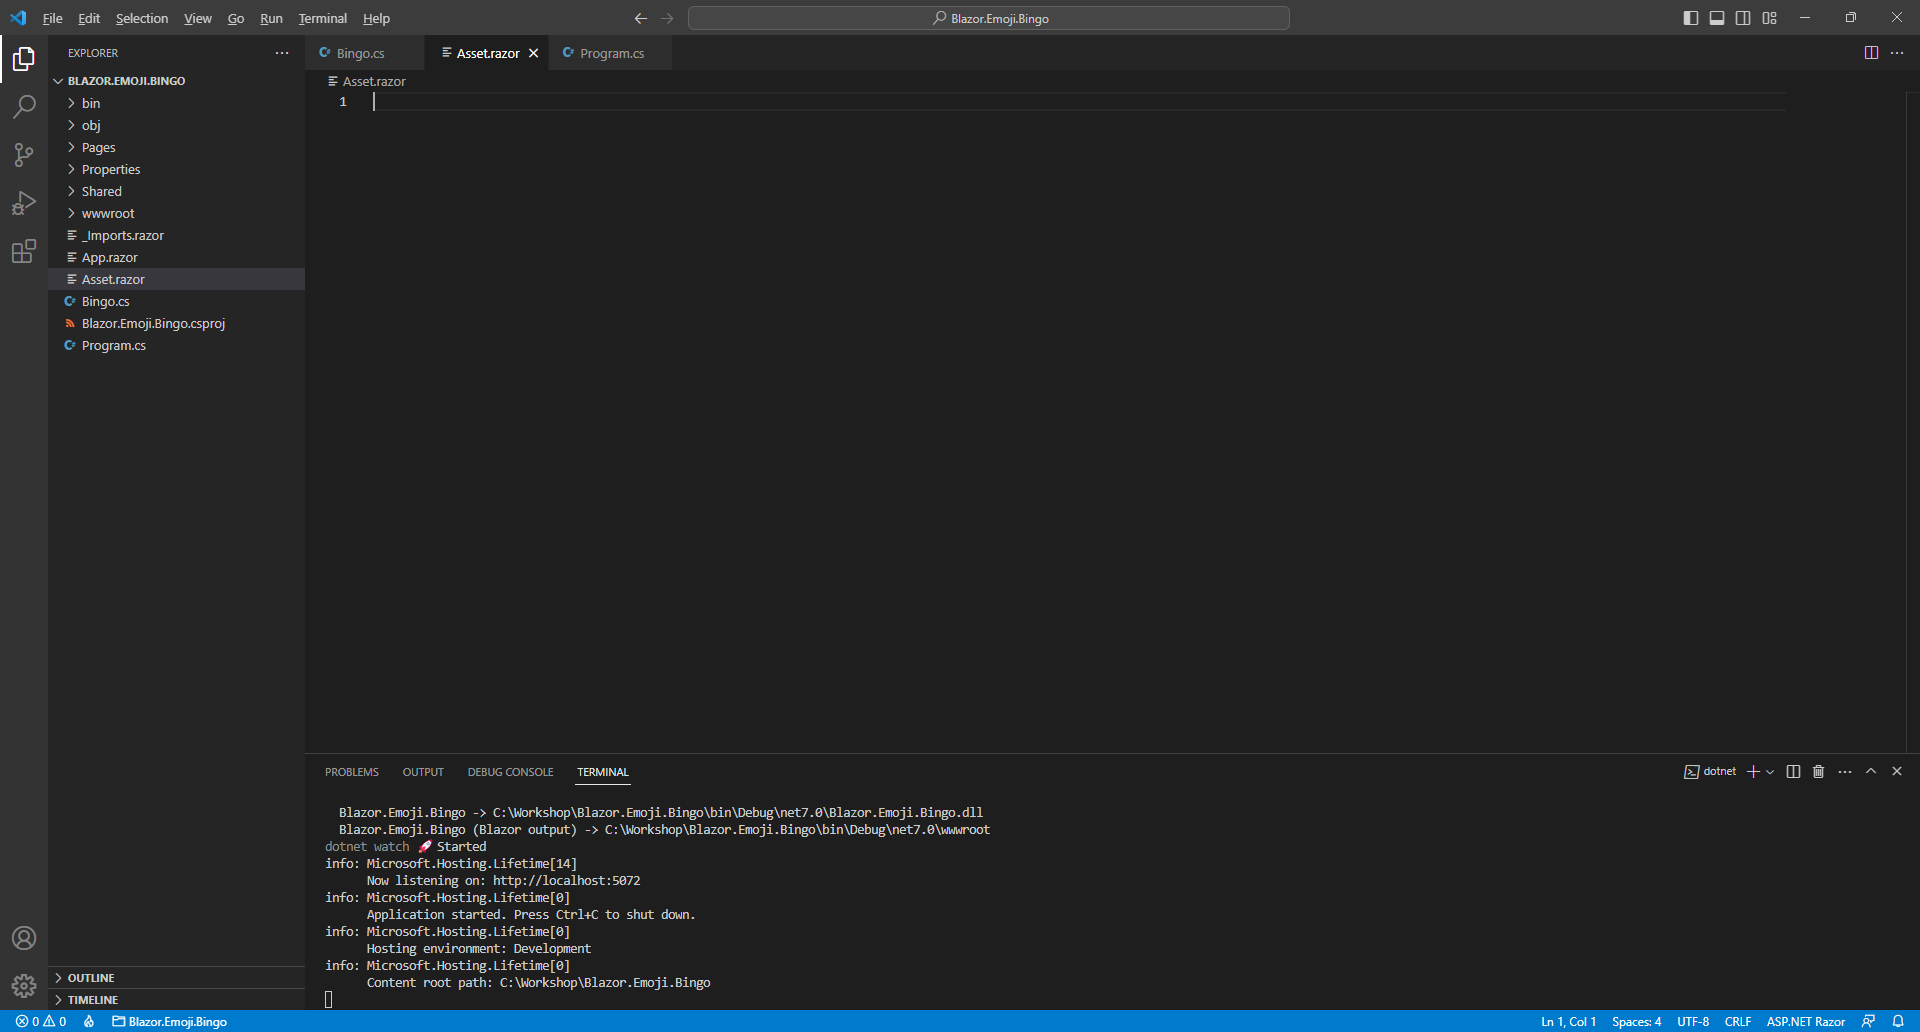 File Edit Selection View Go Run Terminal Help
Blazor.Emoji.Bingo
EXPLORER
BLAZOR.EMOJI.BINGO
bin
obj
Pages
Properties
Shared
wwwroot
_Imports.razor
App.razor
Asset.razor
Bingo.cs
Blazor.Emoji.Bingo.csproj
Program.cs
OUTLINE
TIMELINE
Bingo.cs Asset.razor Program.cs
Asset.razor
1
PROBLEMS OUTPUT DEBUG CONSOLE TERMINAL
dotnet
Blazor.Emoji.Bingo -> C:\Workshop\Blazor.Emoji.Bingo\bin\Debug\net7.0\Blazor.Emoji.Bingo.dll
Blazor.Emoji.Bingo (Blazor output) -> C:\Workshop\Blazor.Emoji.Bingo\bin\Debug\net7.0\wwwroot
dotnet watch 🚀 Started
info: Microsoft.Hosting.Lifetime[14]
Now listening on: http://localhost:5072
info: Microsoft.Hosting.Lifetime[0]
Application started. Press Ctrl+C to shut down.
info: Microsoft.Hosting.Lifetime[0]
Hosting environment: Development
info: Microsoft.Hosting.Lifetime[0]
Content root path: C:\Workshop\Blazor.Emoji.Bingo
0 0 Blazor.Emoji.Bingo
Ln 1, Col 1 Spaces: 4 UTF-8 CRLF ASP.NET Razor